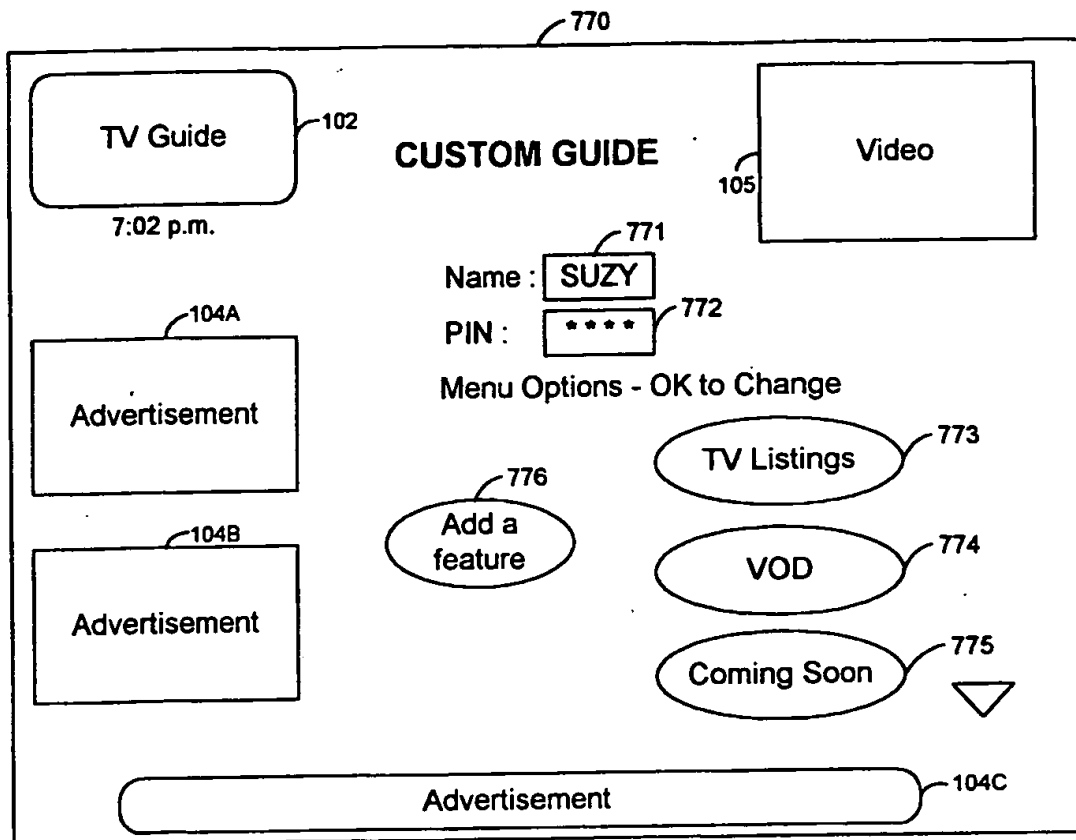 770
TV Guide
102
CUSTOM GUIDE
Video
105
7:02 p.m.
771
Name : SUZY
772
PIN : * * * *
Menu Options - OK to Change
104A
Advertisement
773
TV Listings
776
Add a
feature
104B
Advertisement
774
VOD
775
Coming Soon
Advertisement
104C